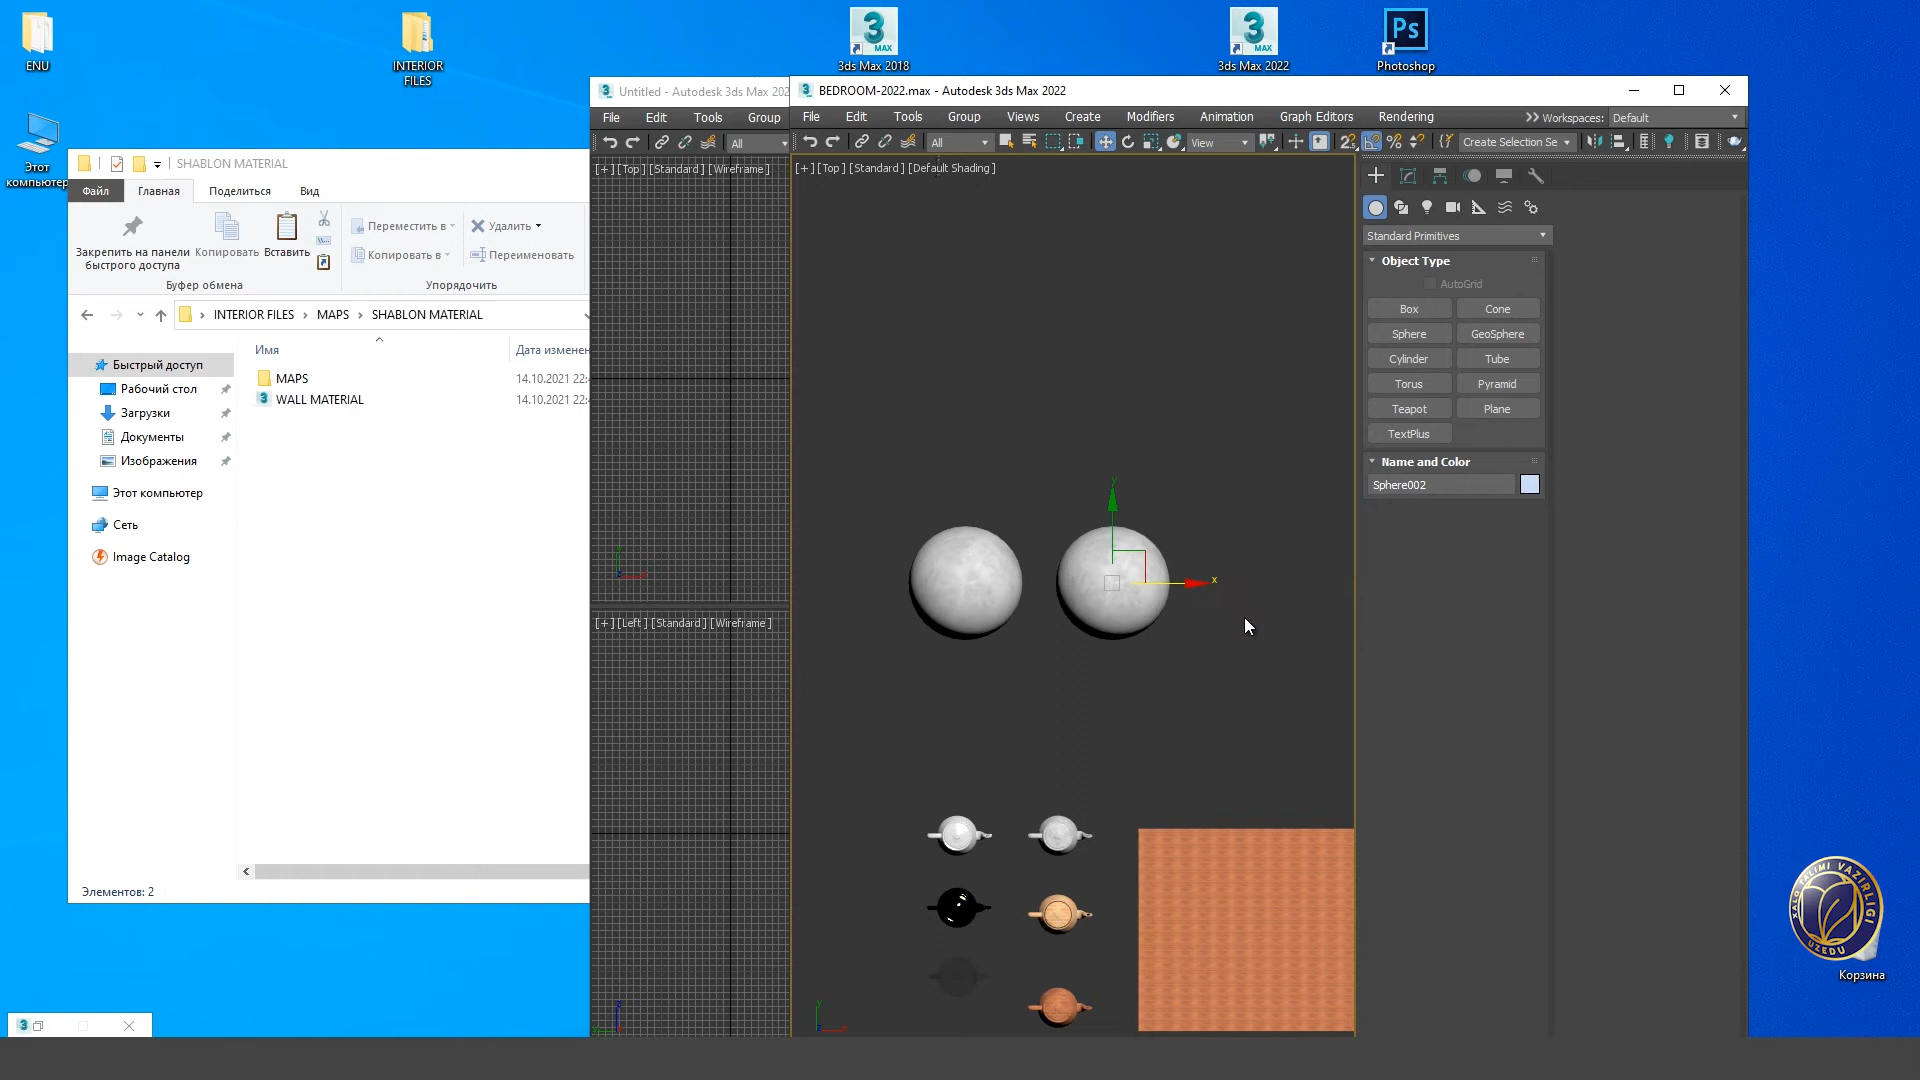 ENU
INTERIOR
FILES
3ds Max 2018
3ds Max 2022
Ps
Photoshop
Этот
компьютер
SHABLON MATERIAL
Файл
Главная
Поделиться
Вид
Закрепить на панели
быстрого доступа
Копировать
Вставить
Переместить в
Копировать в
Удалить
Переименовать
Буфер обмена
Упорядочить
INTERIOR FILES › MAPS › SHABLON MATERIAL
Имя
Дата изменен
Быстрый доступ
Рабочий стол
Загрузки
Документы
Изображения
Этот компьютер
Сеть
Image Catalog
MAPS
14.10.2021 22:
WALL MATERIAL
14.10.2021 22:
Элементов: 2
Untitled - Autodesk 3ds Max 202
File Edit Tools Group
All
[+] [Top] [Standard] [Wireframe]
[+] [Left] [Standard] [Wireframe]
BEDROOM-2022.max - Autodesk 3ds Max 2022
File Edit Tools Group Views Create Modifiers Animation Graph Editors Rendering
Workspaces: Default
All
View
Create Selection Se
[+] [Top] [Standard] [Default Shading]
y
x
Standard Primitives
Object Type
AutoGrid
Box Cone
Sphere GeoSphere
Cylinder Tube
Torus Pyramid
Teapot Plane
TextPlus
Name and Color
Sphere002
XALQ TA'LIMI VAZIRLIGI
UZEDU
Корзина